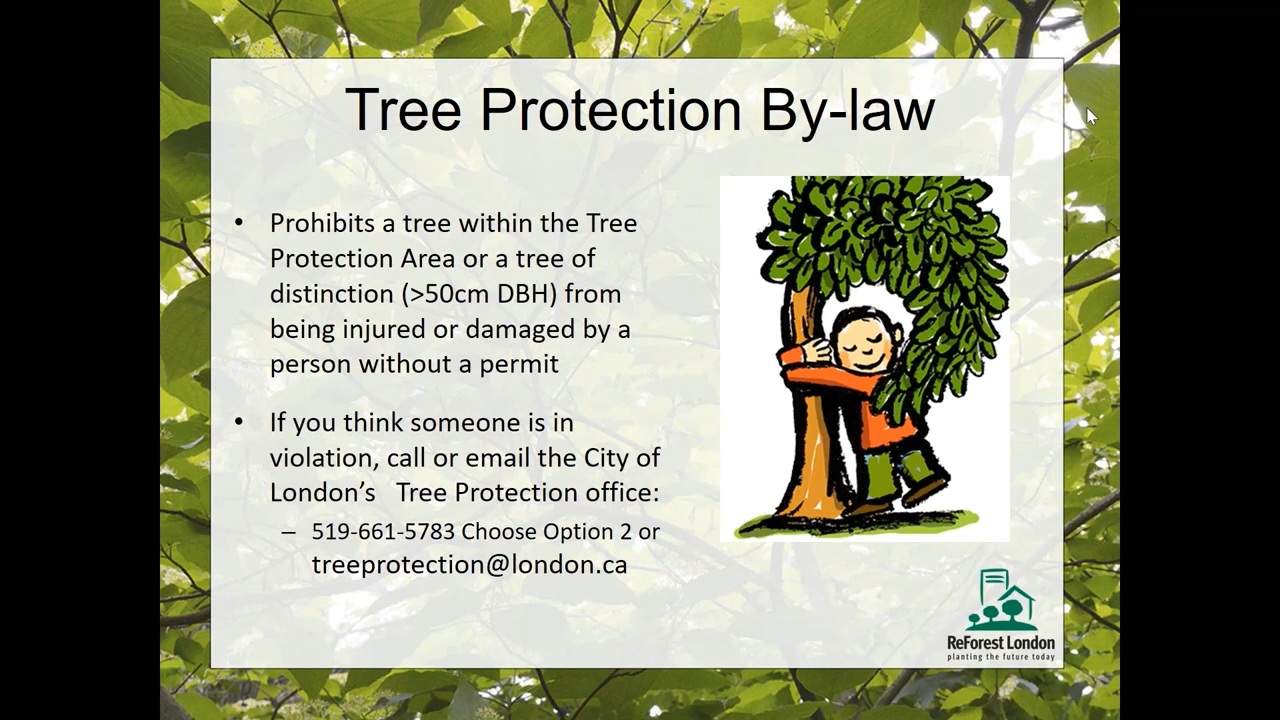 Tree Protection By-law
• Prohibits a tree within the Tree
Protection Area or a tree of
distinction (>50cm DBH) from
being injured or damaged by a
person without a permit
• If you think someone is in
violation, call or email the City of
London’s   Tree Protection office:
– 519-661-5783 Choose Option 2 or
treeprotection@london.ca
ReForest London
planting the future today